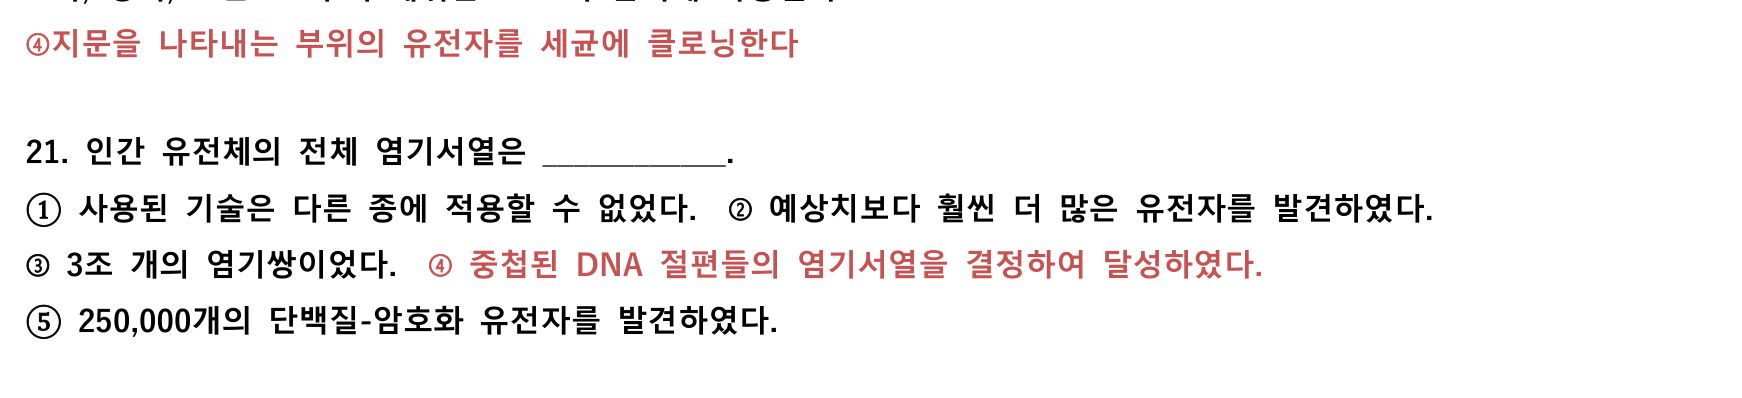 ④지문을 나타내는 부위의 유전자를 세균에 클로닝한다
21. 인간 유전체의 전체 염기서열은 ____________.
① 사용된 기술은 다른 종에 적용할 수 없었다. ② 예상치보다 훨씬 더 많은 유전자를 발견하였다.
③ 3조 개의 염기쌍이었다. ④ 중첩된 DNA 절편들의 염기서열을 결정하여 달성하였다.
⑤ 250,000개의 단백질-암호화 유전자를 발견하였다.